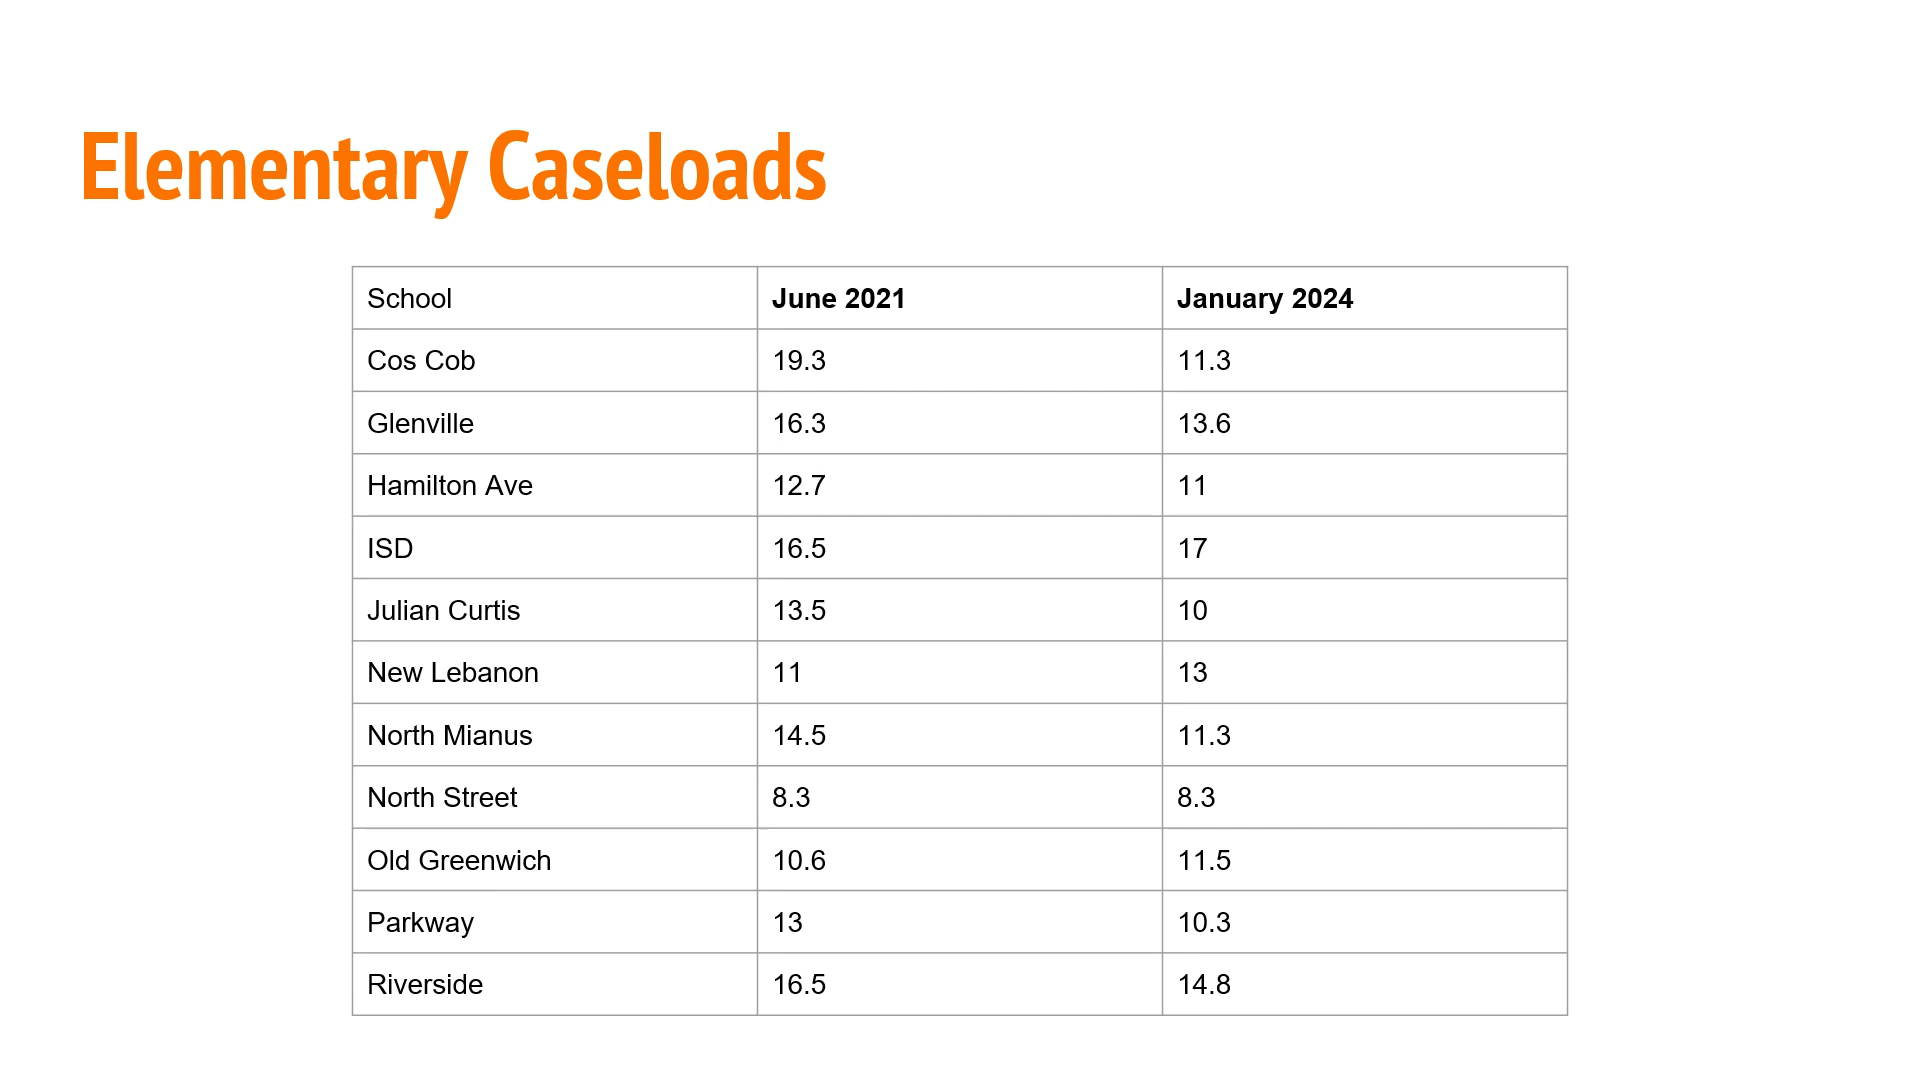 Elementary Caseloads
School June 2021 January 2024
Cos Cob 19.3 11.3
Glenville 16.3 13.6
Hamilton Ave 12.7 11
ISD 16.5 17
Julian Curtis 13.5 10
New Lebanon 11 13
North Mianus 14.5 11.3
North Street 8.3 8.3
Old Greenwich 10.6 11.5
Parkway 13 10.3
Riverside 16.5 14.8